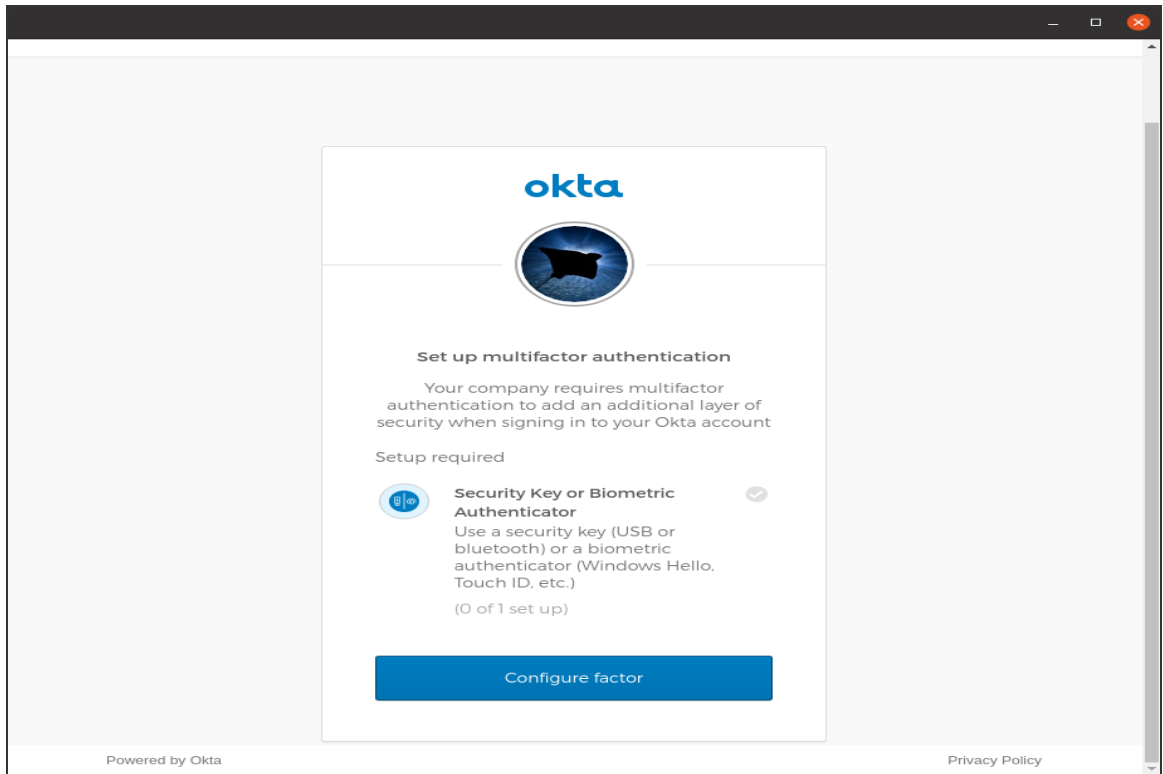 okta
Set up multifactor authentication
Your company requires multifactor
authentication to add an additional layer of
security when signing in to your Okta account
Setup required
Security Key or Biometric
Authenticator
Use a security key (USB or
bluetooth) or a biometric
authenticator (Windows Hello,
Touch ID, etc.)
(0 of 1 set up)
Configure factor
Powered by Okta
Privacy Policy